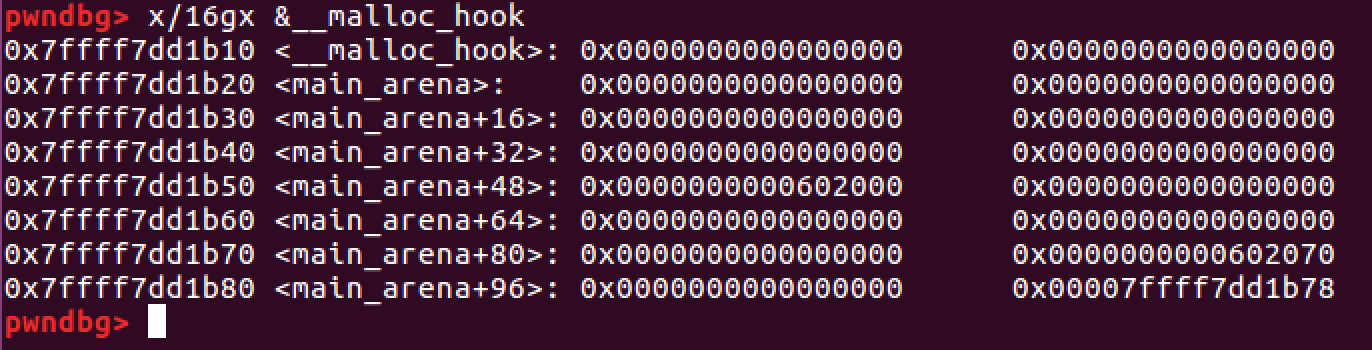 pwndbg> x/16gx &__malloc_hook
0x7ffff7dd1b10 <__malloc_hook>: 0x0000000000000000 0x0000000000000000
0x7ffff7dd1b20 <main_arena>: 0x0000000000000000 0x0000000000000000
0x7ffff7dd1b30 <main_arena+16>: 0x0000000000000000 0x0000000000000000
0x7ffff7dd1b40 <main_arena+32>: 0x0000000000000000 0x0000000000000000
0x7ffff7dd1b50 <main_arena+48>: 0x0000000000602000 0x0000000000000000
0x7ffff7dd1b60 <main_arena+64>: 0x0000000000000000 0x0000000000000000
0x7ffff7dd1b70 <main_arena+80>: 0x0000000000000000 0x0000000000602070
0x7ffff7dd1b80 <main_arena+96>: 0x0000000000000000 0x00007ffff7dd1b78
pwndbg>